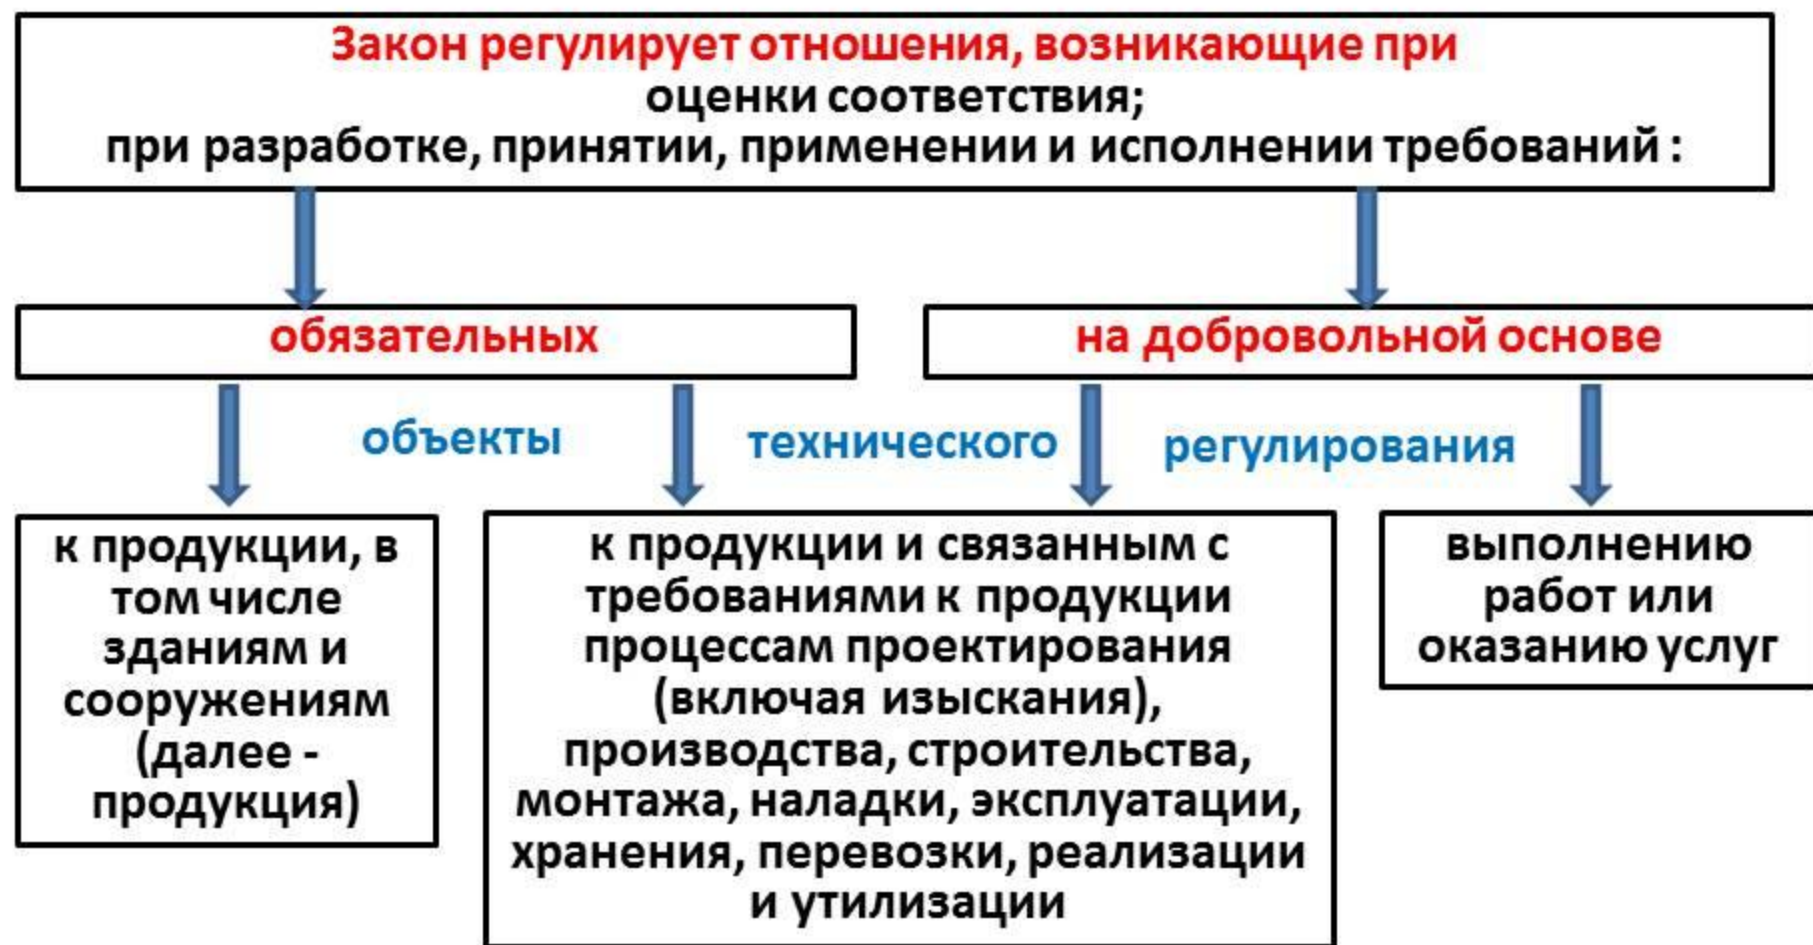 Закон регулирует отношения, возникающие при
оценки соответствия;
при разработке, принятии, применении и исполнении требований :
обязательных
на добровольной основе
объекты технического регулирования
к продукции, в
том числе
зданиям и
сооружениям
(далее -
продукция)
к продукции и связанным с
требованиями к продукции
процессам проектирования
(включая изыскания),
производства, строительства,
монтажа, наладки, эксплуатации,
хранения, перевозки, реализации
и утилизации
выполнению
работ или
оказанию услуг